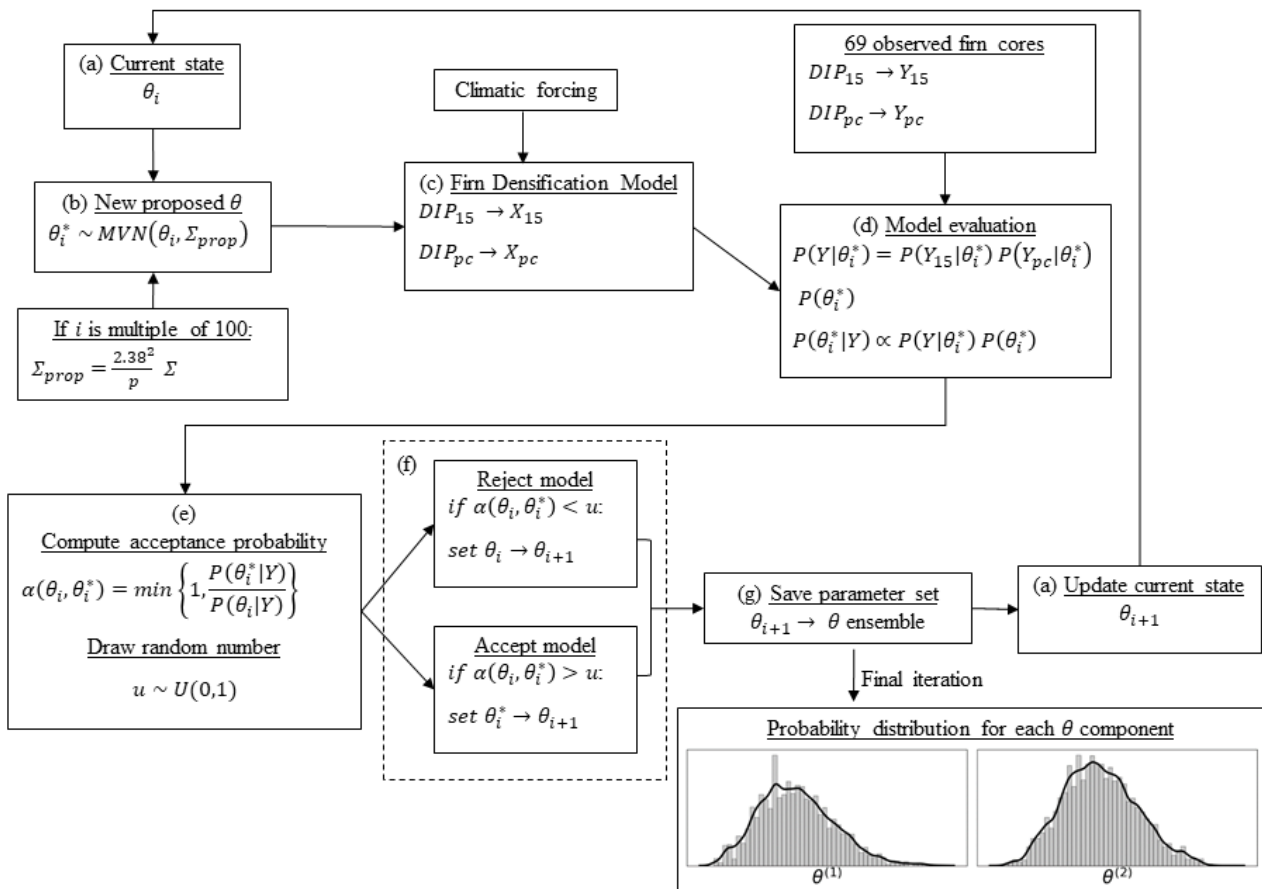 (a) Current state
θ_i
Climatic forcing
69 observed firn cores
DIP_15 → Y_15
DIP_pc → Y_pc
(b) New proposed θ
θ_i^* ~ MVN(θ_i, Σ_prop)
(c) Firn Densification Model
DIP_15 → X_15
DIP_pc → X_pc
(d) Model evaluation
P(Y|θ_i^*) = P(Y_15|θ_i^*) P(Y_pc|θ_i^*)
P(θ_i^*)
P(θ_i^*|Y) ∝ P(Y|θ_i^*) P(θ_i^*)
If i is multiple of 100:
Σ_prop = 2.38²/p Σ
(e)
Compute acceptance probability
α(θ_i, θ_i^*) = min {1, P(θ_i^*|Y)/P(θ_i|Y)}
Draw random number
u ~ U(0,1)
(f)
Reject model
if α(θ_i, θ_i^*) < u:
set θ_i → θ_{i+1}
Accept model
if α(θ_i, θ_i^*) > u:
set θ_i^* → θ_{i+1}
(g) Save parameter set
θ_{i+1} → θ ensemble
(a) Update current state
θ_{i+1}
Final iteration
Probability distribution for each θ component
θ^(1)
θ^(2)